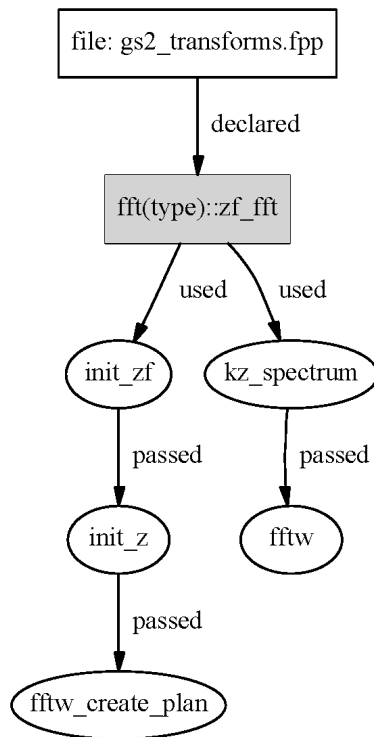 file: gs2_transforms.fpp
declared
fft(type)::zf_fft
used
used
init_zf
kz_spectrum
passed
passed
init_z
fftw
passed
fftw_create_plan